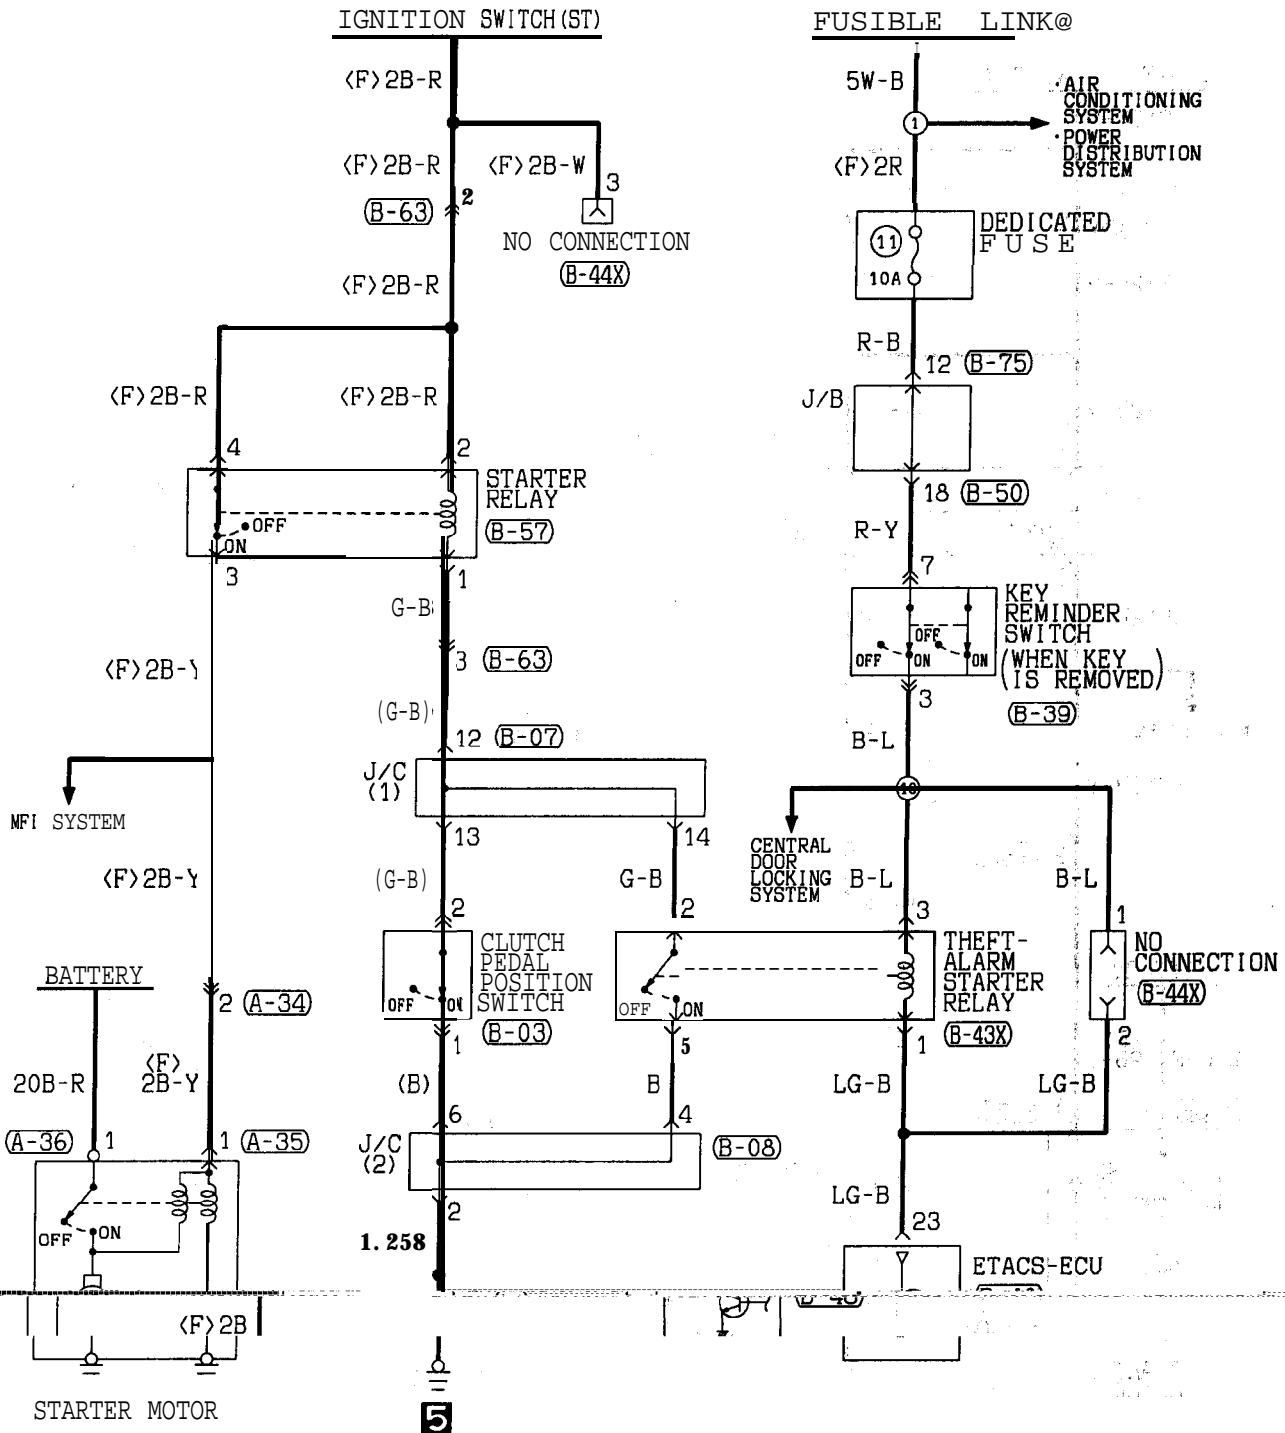 IGNITION SWITCH(ST)
FUSIBLE LINK@
<F>2B-R
5W-B
·AIR
CONDITIONING
SYSTEM
·POWER
DISTRIBUTION
SYSTEM
1
<F>2B-R
<F>2B-W
3
<F>2R
B-63
2
NO CONNECTION
B-44X
DEDICATED
FUSE
11
10A
<F>2B-R
R-B
12
B-75
<F>2B-R
<F>2B-R
J/B
4
2
STARTER
RELAY
B-57
18
B-50
OFF
ON
R-Y
3
1
7
G-B
KEY
REMINDER
SWITCH
(WHEN KEY
IS REMOVED)
OFF
OFF
ON
ON
<F>2B-Y
3
B-63
3
B-39
(G-B)
12
B-07
B-L
J/C
(1)
10
MFI SYSTEM
13
14
CENTRAL
DOOR
LOCKING
SYSTEM
<F>2B-Y
(G-B)
G-B
B-L
B-L
2
2
3
1
BATTERY
CLUTCH
PEDAL
POSITION
SWITCH
B-03
OFF
ON
OFF
ON
THEFT-
ALARM
STARTER
RELAY
B-43X
NO
CONNECTION
B-44X
2
A-34
1
5
1
2
20B-R
<F>
2B-Y
(B)
B
LG-B
LG-B
A-36
1
1
A-35
6
4
J/C
(2)
B-08
LG-B
OFF
ON
2
23
1.258
ETACS-ECU
<F>2B
STARTER MOTOR
5